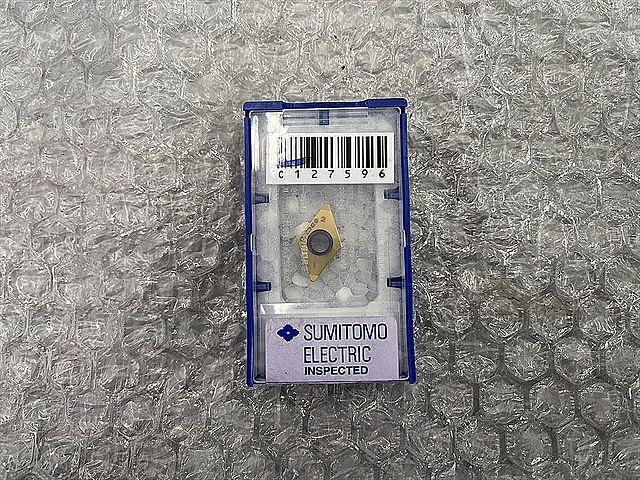 C127596
SUMITOMO
ELECTRIC
INSPECTED